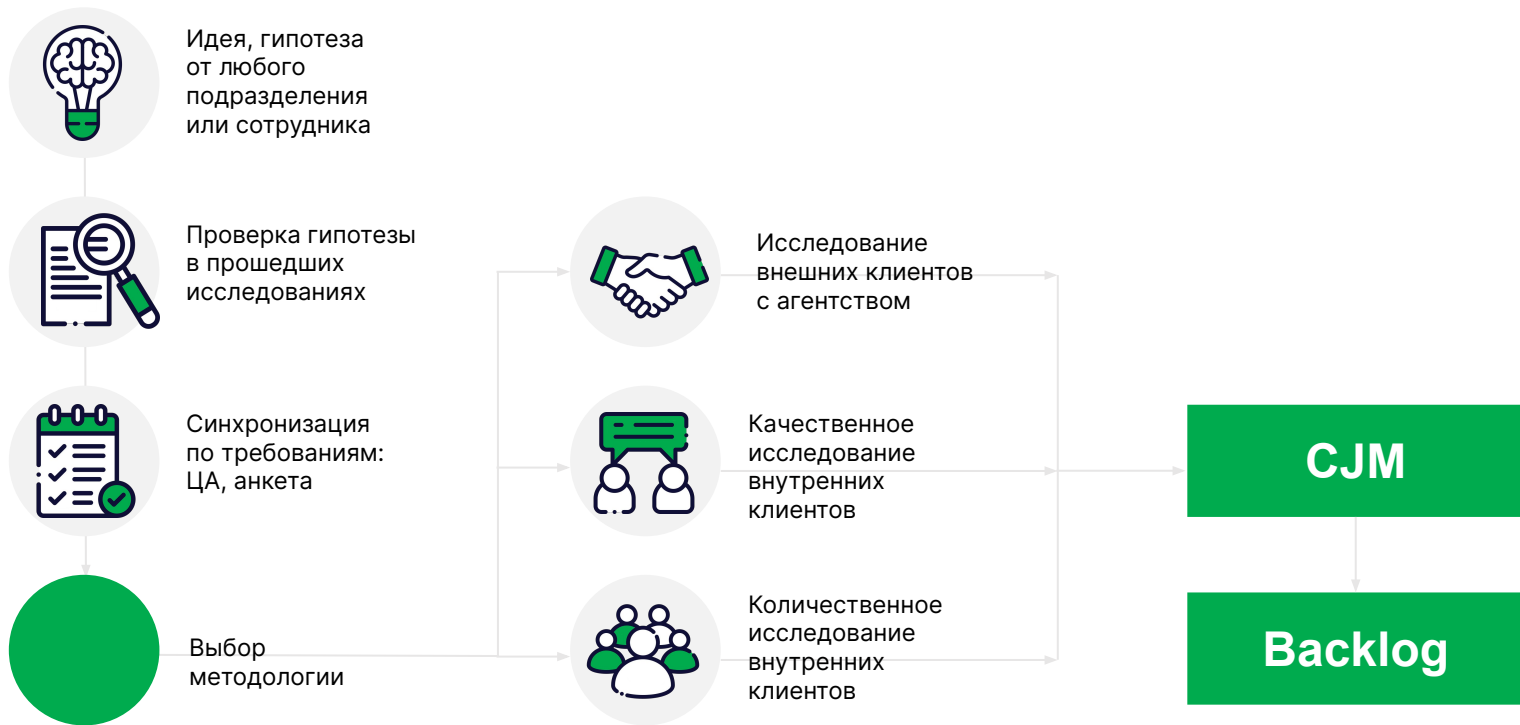 Идея, гипотеза
от любого
подразделения
или сотрудника
Проверка гипотезы
в прошедших
исследованиях
Синхронизация
по требованиям:
ЦА, анкета
Выбор
методологии
Исследование
внешних клиентов
с агентством
Качественное
исследование
внутренних
клиентов
Количественное
исследование
внутренних
клиентов
CJM
Backlog